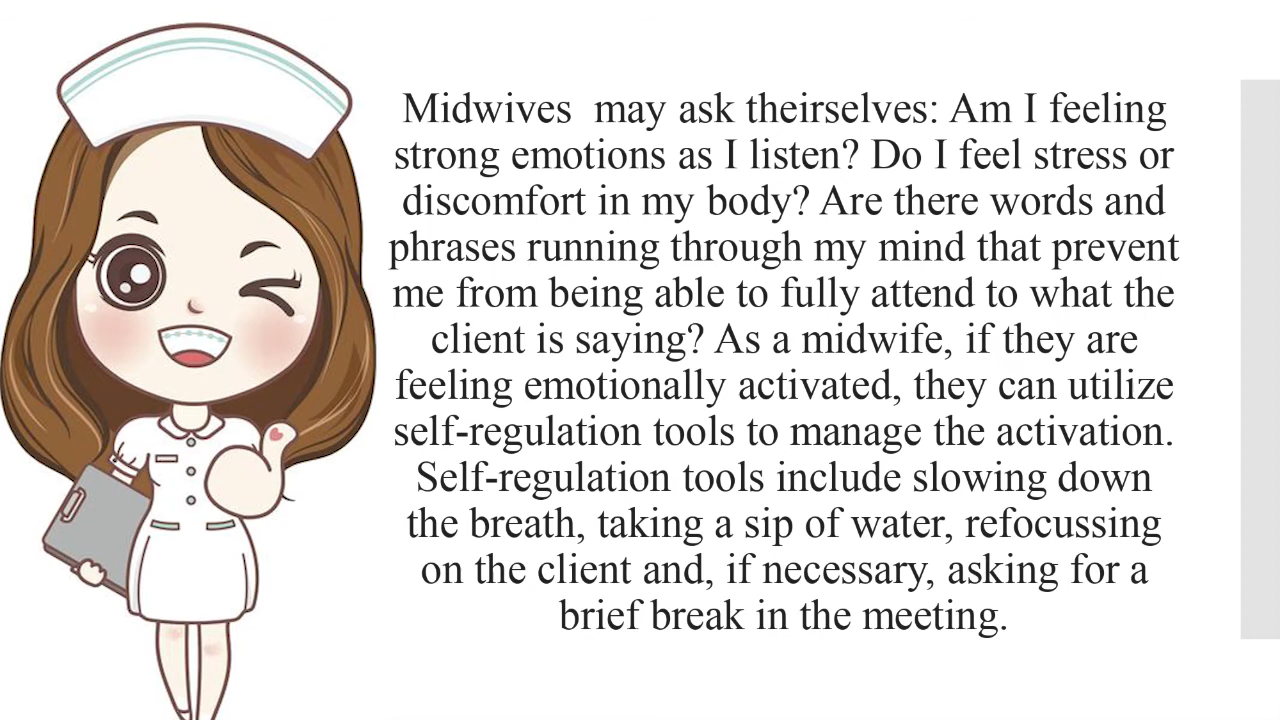 Midwives  may ask theirselves: Am I feeling
strong emotions as I listen? Do I feel stress or
discomfort in my body? Are there words and
phrases running through my mind that prevent
me from being able to fully attend to what the
client is saying? As a midwife, if they are
feeling emotionally activated, they can utilize
self-regulation tools to manage the activation.
Self-regulation tools include slowing down
the breath, taking a sip of water, refocussing
on the client and, if necessary, asking for a
brief break in the meeting.